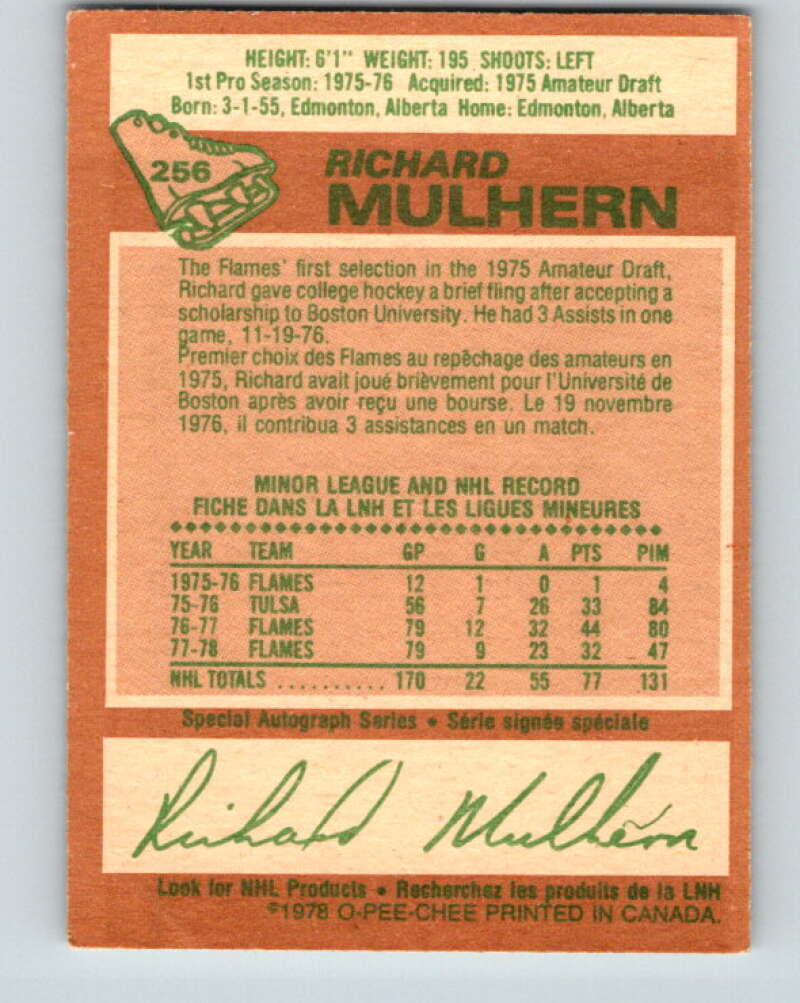 HEIGHT: 6'1" WEIGHT: 195 SHOOTS: LEFT
1st Pro Season: 1975-76 Acquired: 1975 Amateur Draft
Born: 3-1-55, Edmonton, Alberta Home: Edmonton, Alberta
256
RICHARD
MULHERN
The Flames' first selection in the 1975 Amateur Draft,
Richard gave college hockey a brief fling after accepting a
scholarship to Boston University. He had 3 Assists in one
game, 11-19-76.
Premier choix des Flames au repêchage des amateurs en
1975, Richard avait joué brièvement pour l'Université de
Boston après avoir reçu une bourse. Le 19 novembre
1976, il contribua 3 assistances en un match.
MINOR LEAGUE AND NHL RECORD
FICHE DANS LA LNH ET LES LIGUES MINEURES
YEAR TEAM GP G A PTS PIM
1975-76 FLAMES 12 1 0 1 4
75-76 TULSA 56 7 26 33 84
76-77 FLAMES 79 12 32 44 80
77-78 FLAMES 79 9 23 32 47
NHL TOTALS .......... 170 22 55 77 131
Special Autograph Series • Série signée spéciale
Richard Mulhern
Look for NHL Products • Recherchez les produits de la LNH
©1978 O-PEE-CHEE PRINTED IN CANADA.